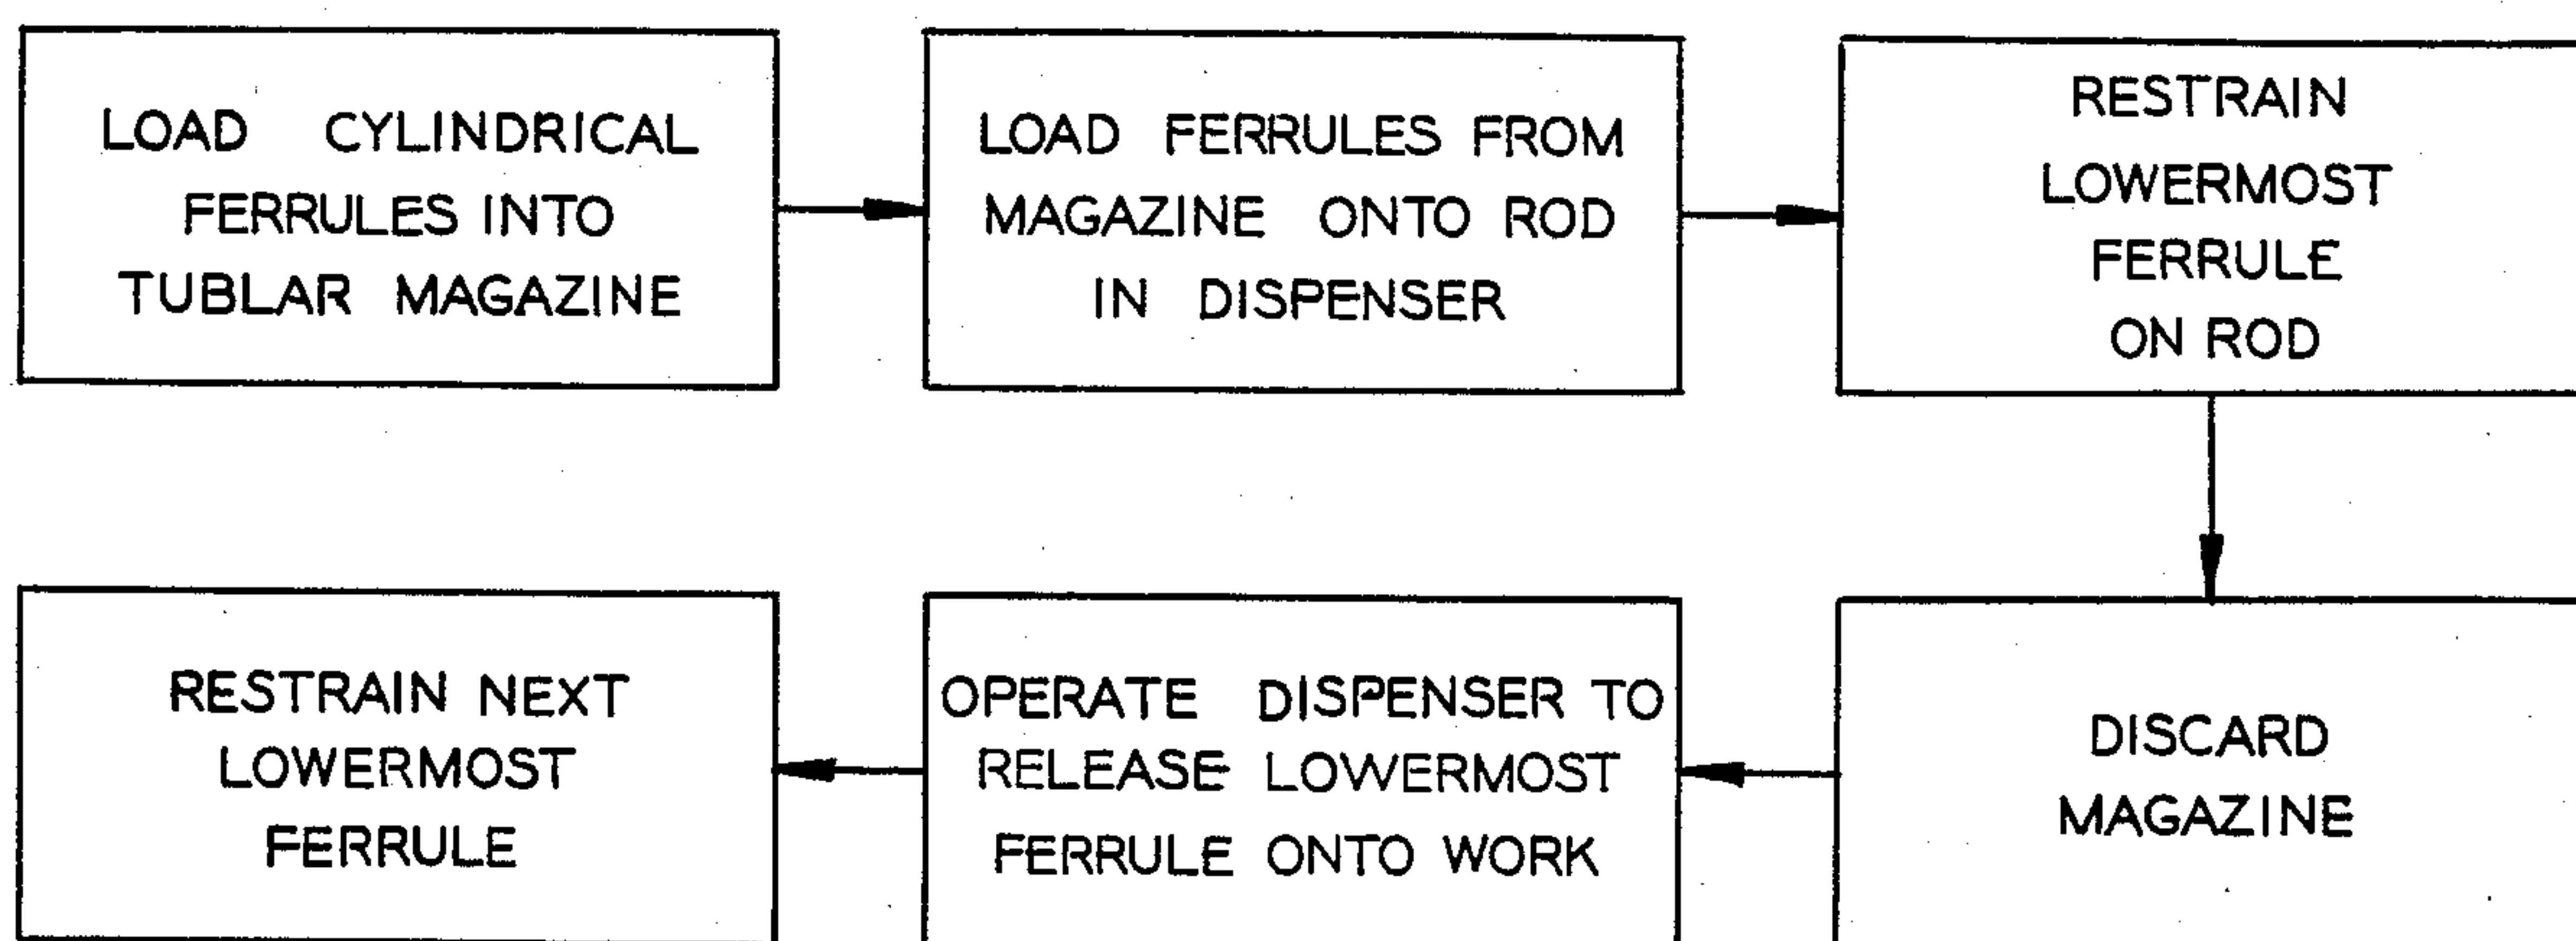 LOAD CYLINDRICAL
FERRULES INTO
TUBLAR MAGAZINE
LOAD FERRULES FROM
MAGAZINE ONTO ROD
IN DISPENSER
RESTRAIN
LOWERMOST
FERRULE
ON ROD
DISCARD
MAGAZINE
OPERATE DISPENSER TO
RELEASE LOWERMOST
FERRULE ONTO WORK
RESTRAIN NEXT
LOWERMOST
FERRULE